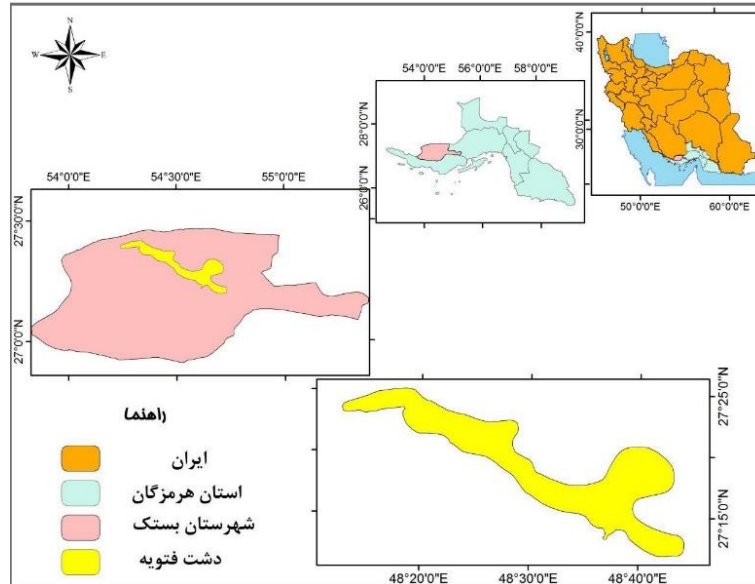 N
W E
S
54°0'0"E 56°0'0"E 58°0'0"E
28°0'0"N
26°0'0"N
40°0'0"N
30°0'0"N
50°0'0"E 60°0'0"E
54°0'0"E 54°30'0"E 55°0'0"E
27°30'0"N
27°0'0"N
27°25'0"N
27°15'0"N
48°20'0"E 48°30'0"E 48°40'0"E
راهنما
ایران
استان هرمزگان
شهرستان بستک
دشت فتویه